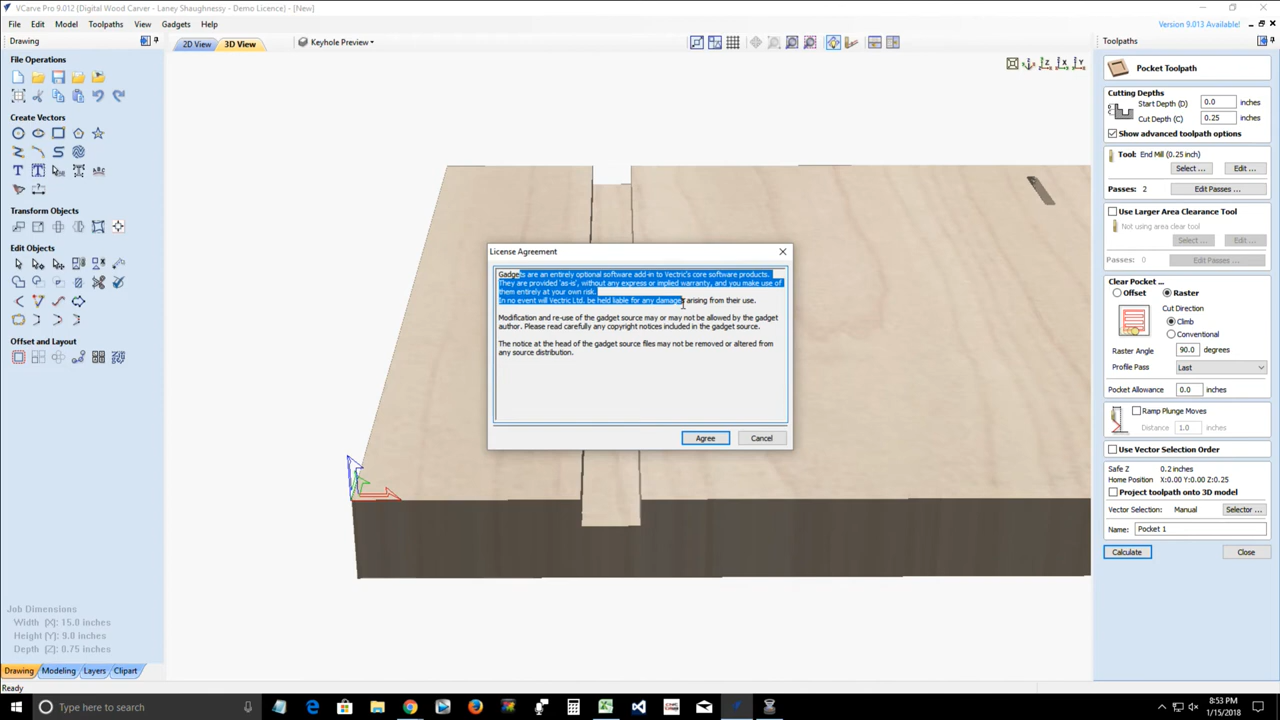 VCarve Pro 9.012 {Digital Wood Carver - Laney Shaughnessy - Demo Licence} - [New]
File Edit Model Toolpaths View Gadgets Help
Version 9.013 Available!
Drawing
2D View 3D View Keyhole Preview
Toolpaths
File Operations
Create Vectors
Transform Objects
Edit Objects
Offset and Layout
Job Dimensions
Width (X): 15.0 inches
Height (Y): 9.0 inches
Depth (Z): 0.75 inches
Drawing Modeling Layers Clipart
Ready
License Agreement
Gadgets are an entirely optional software add-in to Vectric's core software products.
They are provided 'as-is', without any express or implied warranty, and you make use of
them entirely at your own risk.
In no event will Vectric Ltd. be held liable for any damages arising from their use.
Modification and re-use of the gadget source may or may not be allowed by the gadget
author. Please read carefully any copyright notices included in the gadget source.
The notice at the head of the gadget source files may not be removed or altered from
any source distribution.
Agree Cancel
Pocket Toolpath
Cutting Depths
Start Depth (D) 0.0 inches
Cut Depth (C) 0.25 inches
Show advanced toolpath options
Tool: End Mill (0.25 inch)
Select ... Edit ...
Passes: 2 Edit Passes ...
Use Larger Area Clearance Tool
Not using area clear tool
Select ... Edit ...
Passes: 0 Edit Passes ...
Clear Pocket ...
Offset Raster
Cut Direction
Climb
Conventional
Raster Angle 90.0 degrees
Profile Pass Last
Pocket Allowance 0.0 inches
Ramp Plunge Moves
Distance 1.0 inches
Use Vector Selection Order
Safe Z 0.2 inches
Home Position X:0.00 Y:0.00 Z:0.25
Project toolpath onto 3D model
Vector Selection: Manual Selector ...
Name: Pocket 1
Calculate Close
Type here to search
8:53 PM
1/15/2018